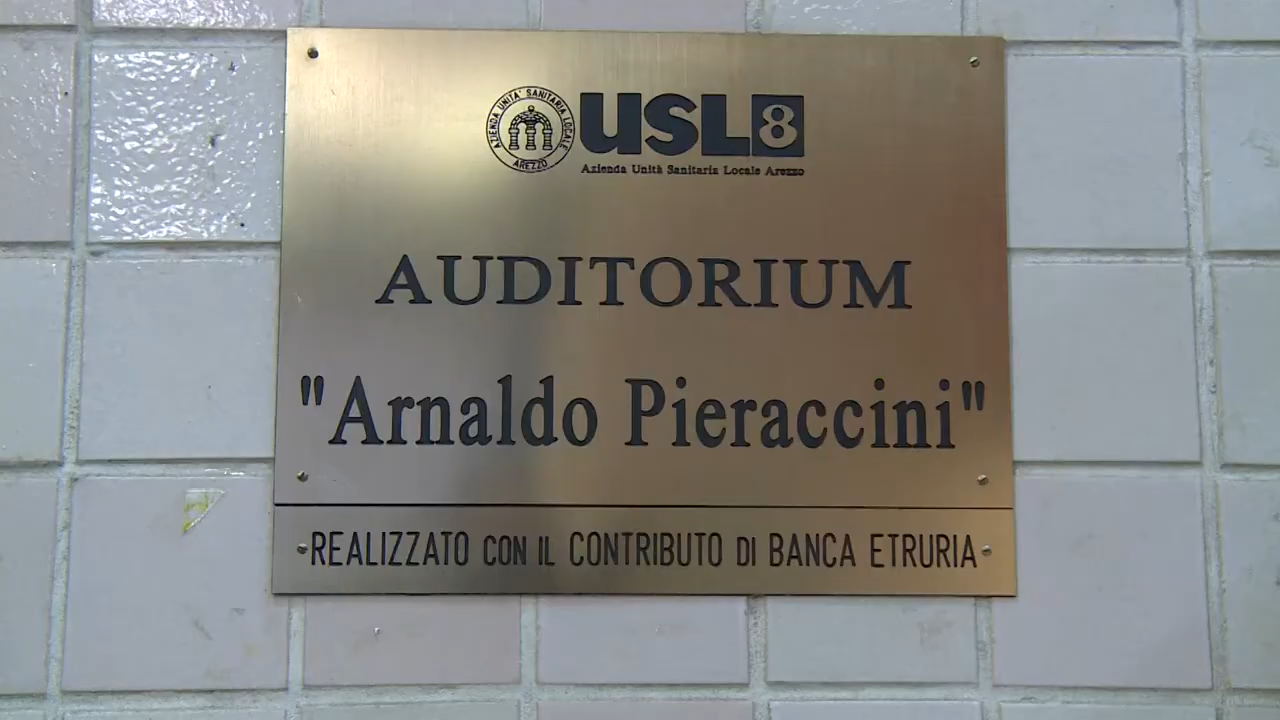 AZIENDA UNITA' SANITARIA LOCALE
AREZZO
USL8
Azienda Unità Sanitaria Locale Arezzo
AUDITORIUM
"Arnaldo Pieraccini"
REALIZZATO CON IL CONTRIBUTO DI BANCA ETRURIA